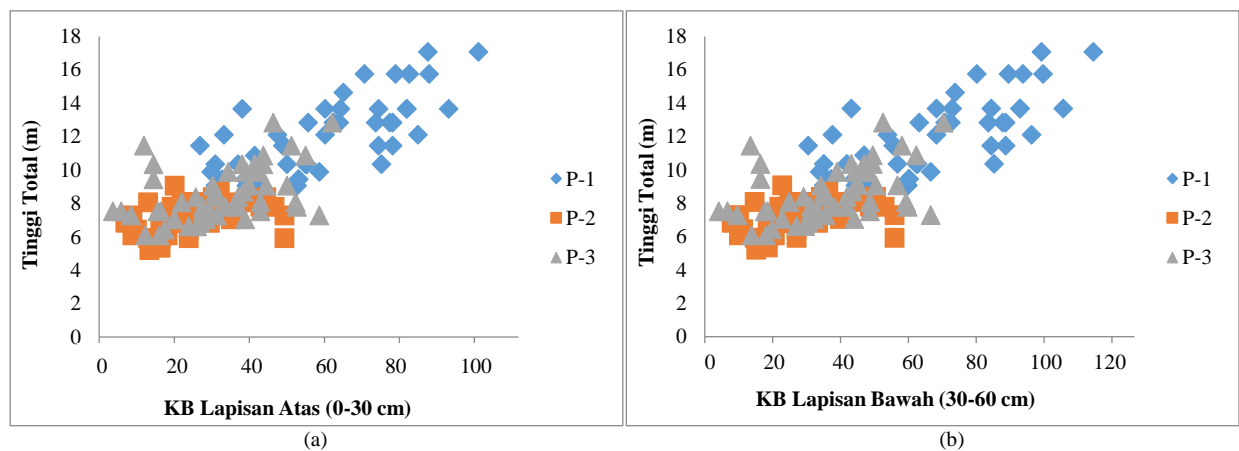 Tinggi Total (m)
18
16
14
12
10
8
6
4
2
0
0 20 40 60 80 100
KB Lapisan Atas (0-30 cm)
P-1
P-2
P-3
(a)
Tinggi Total (m)
18
16
14
12
10
8
6
4
2
0
0 20 40 60 80 100 120
KB Lapisan Bawah (30-60 cm)
P-1
P-2
P-3
(b)